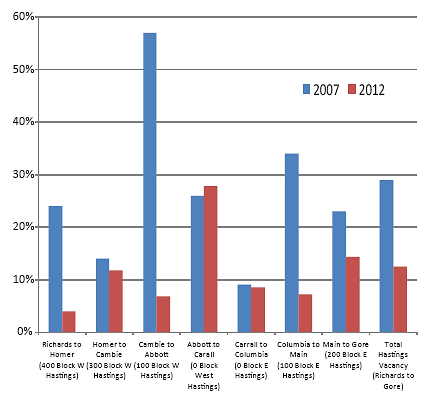 60%
50%
40%
30%
20%
10%
0%
2007
2012
Richards to
Homer
(400 Block W
Hastings)
Homer to
Cambie
(300 Block W
Hastings)
Cambie to
Abbott
(100 Block W
Hastings)
Abbott to
Carall
(0 Block
West
Hastings)
Carrall to
Columbia
(0 Block E
Hastings)
Columbia to
Main
(100 Block E
Hastings)
Main to Gore
(200 Block E
Hastings)
Total
Hastings
Vacancy
(Richards to
Gore)